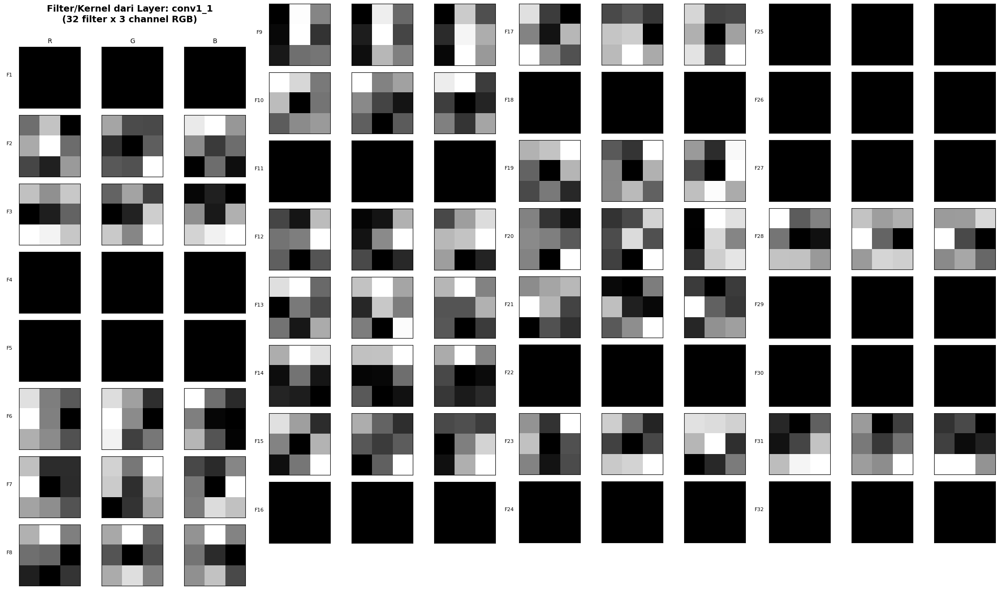 Filter/Kernel dari Layer: conv1_1
(32 filter x 3 channel RGB)
R G B
F1
F2
F3
F4
F5
F6
F7
F8
F9
F10
F11
F12
F13
F14
F15
F16
F17
F18
F19
F20
F21
F22
F23
F24
F25
F26
F27
F28
F29
F30
F31
F32